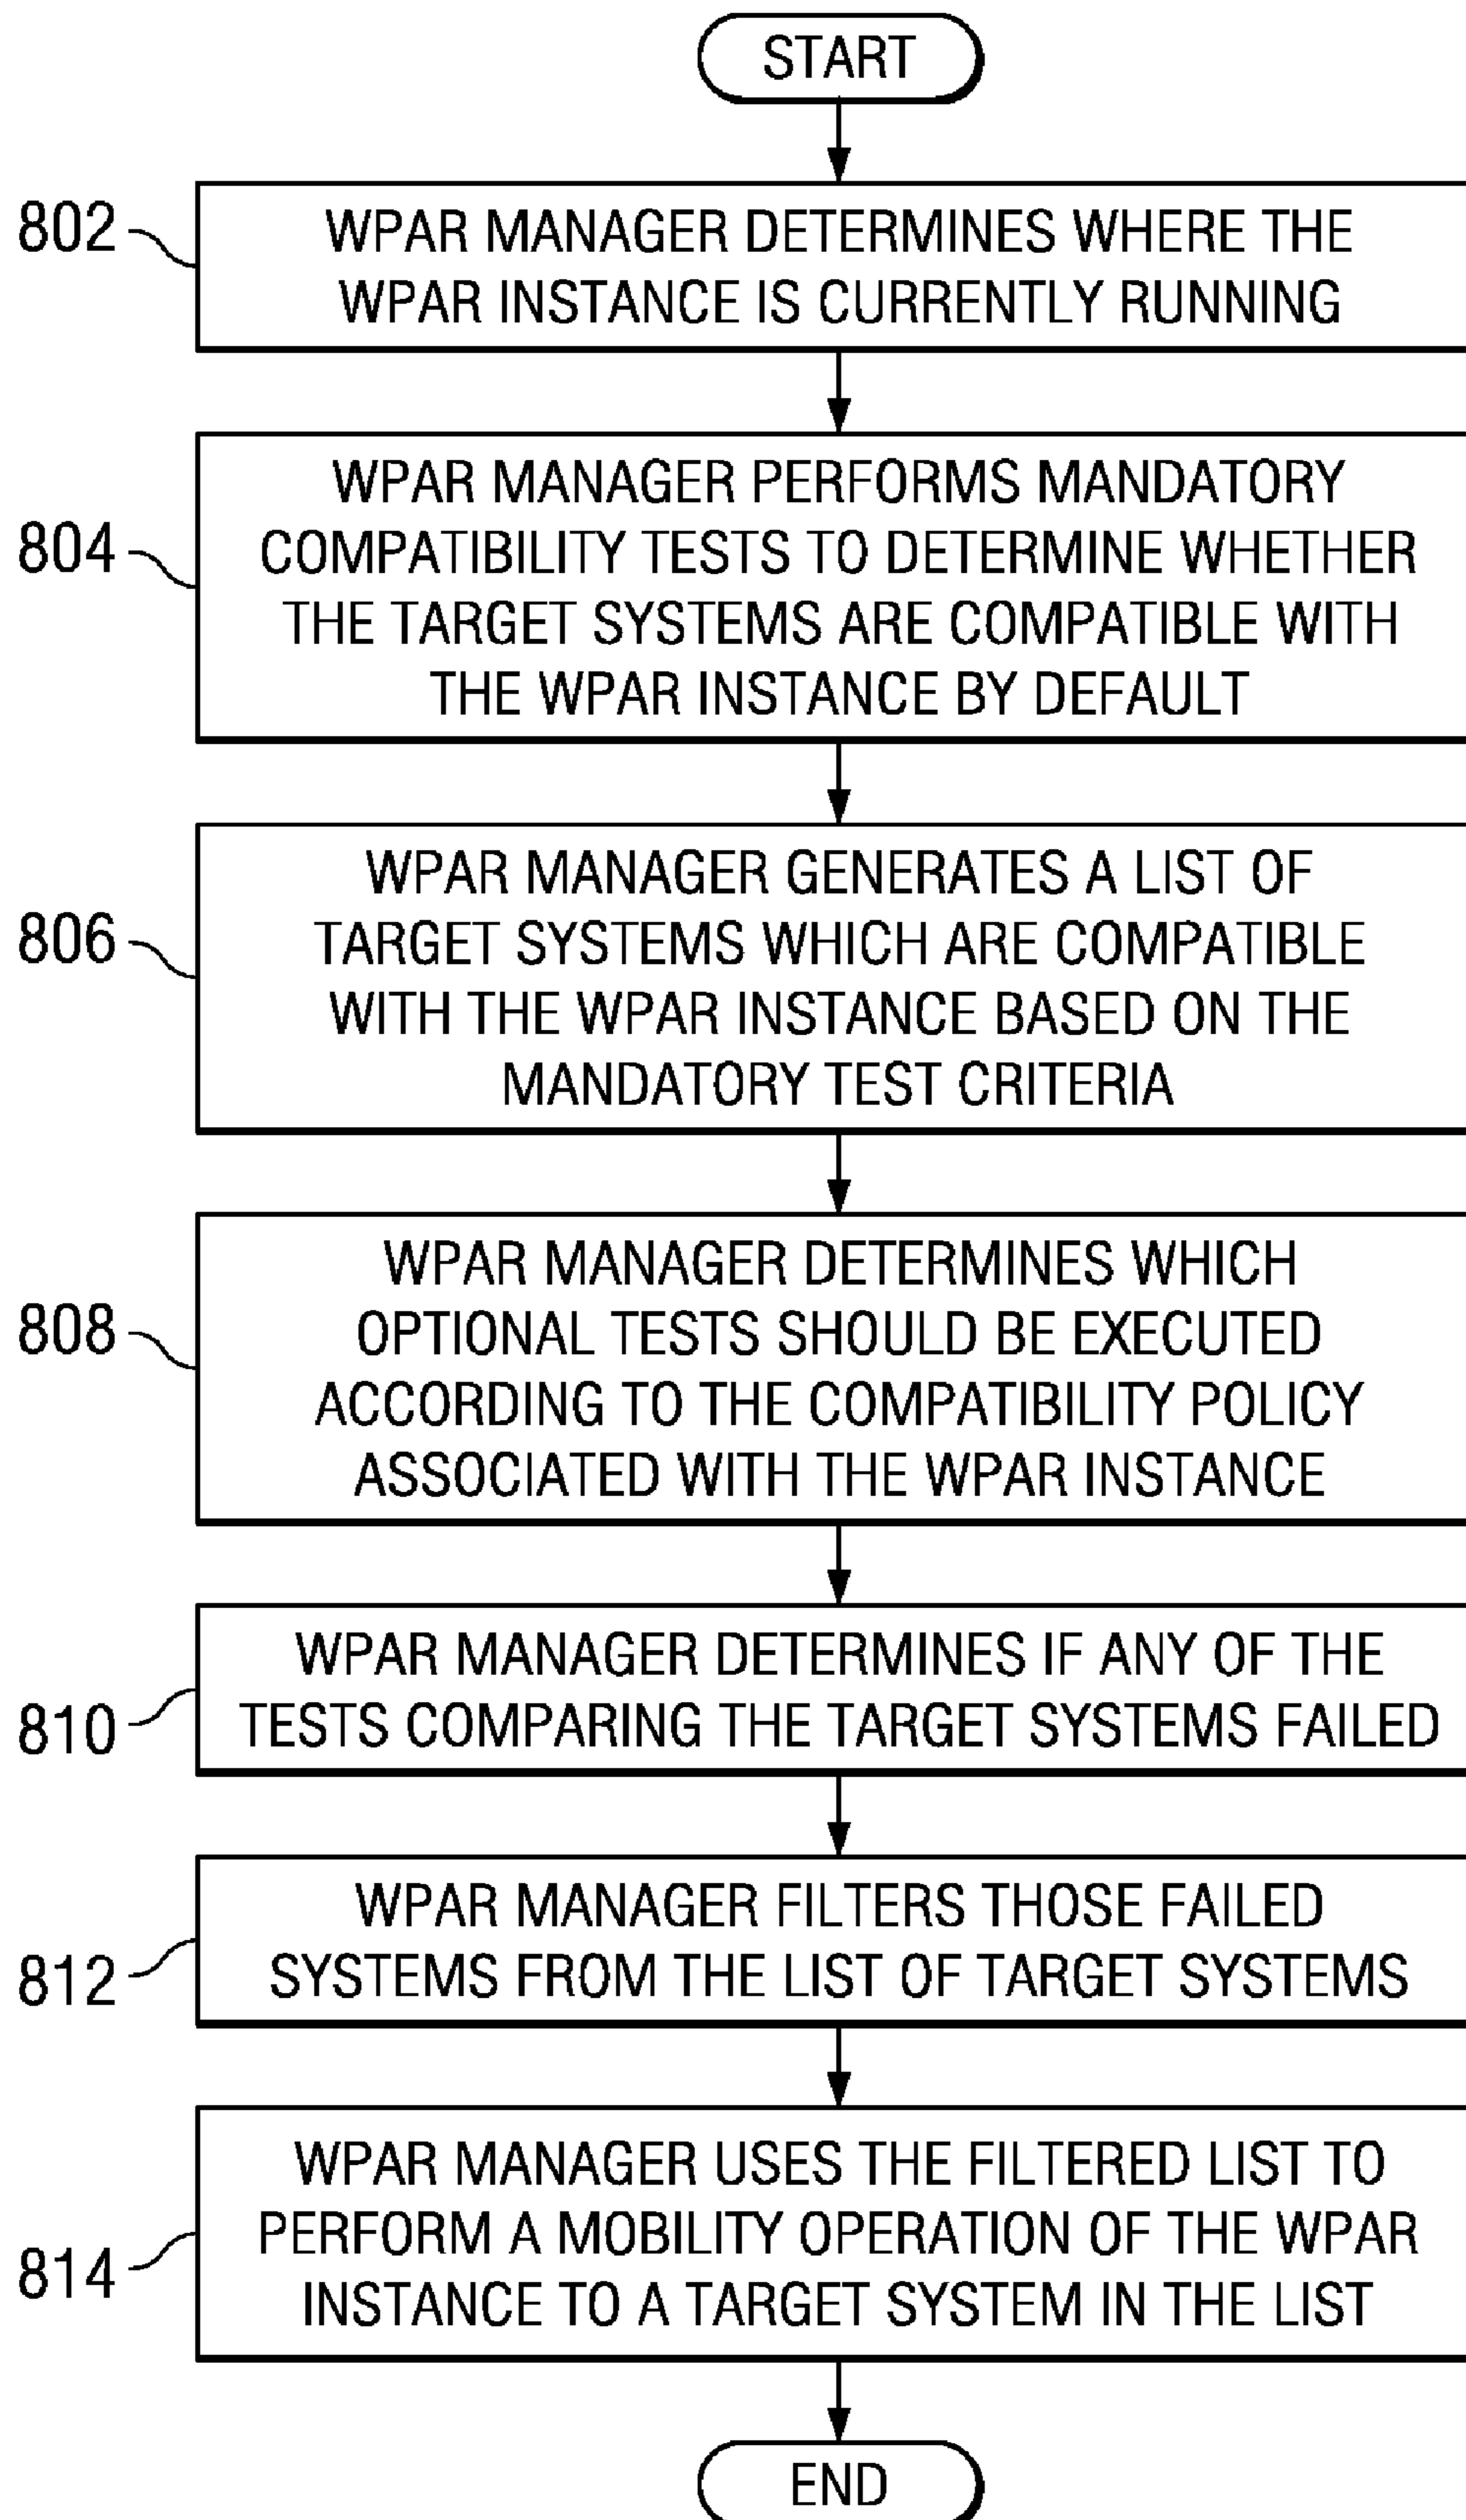 START
802
WPAR MANAGER DETERMINES WHERE THE
WPAR INSTANCE IS CURRENTLY RUNNING
804
WPAR MANAGER PERFORMS MANDATORY
COMPATIBILITY TESTS TO DETERMINE WHETHER
THE TARGET SYSTEMS ARE COMPATIBLE WITH
THE WPAR INSTANCE BY DEFAULT
806
WPAR MANAGER GENERATES A LIST OF
TARGET SYSTEMS WHICH ARE COMPATIBLE
WITH THE WPAR INSTANCE BASED ON THE
MANDATORY TEST CRITERIA
808
WPAR MANAGER DETERMINES WHICH
OPTIONAL TESTS SHOULD BE EXECUTED
ACCORDING TO THE COMPATIBILITY POLICY
ASSOCIATED WITH THE WPAR INSTANCE
810
WPAR MANAGER DETERMINES IF ANY OF THE
TESTS COMPARING THE TARGET SYSTEMS FAILED
812
WPAR MANAGER FILTERS THOSE FAILED
SYSTEMS FROM THE LIST OF TARGET SYSTEMS
814
WPAR MANAGER USES THE FILTERED LIST TO
PERFORM A MOBILITY OPERATION OF THE WPAR
INSTANCE TO A TARGET SYSTEM IN THE LIST
END